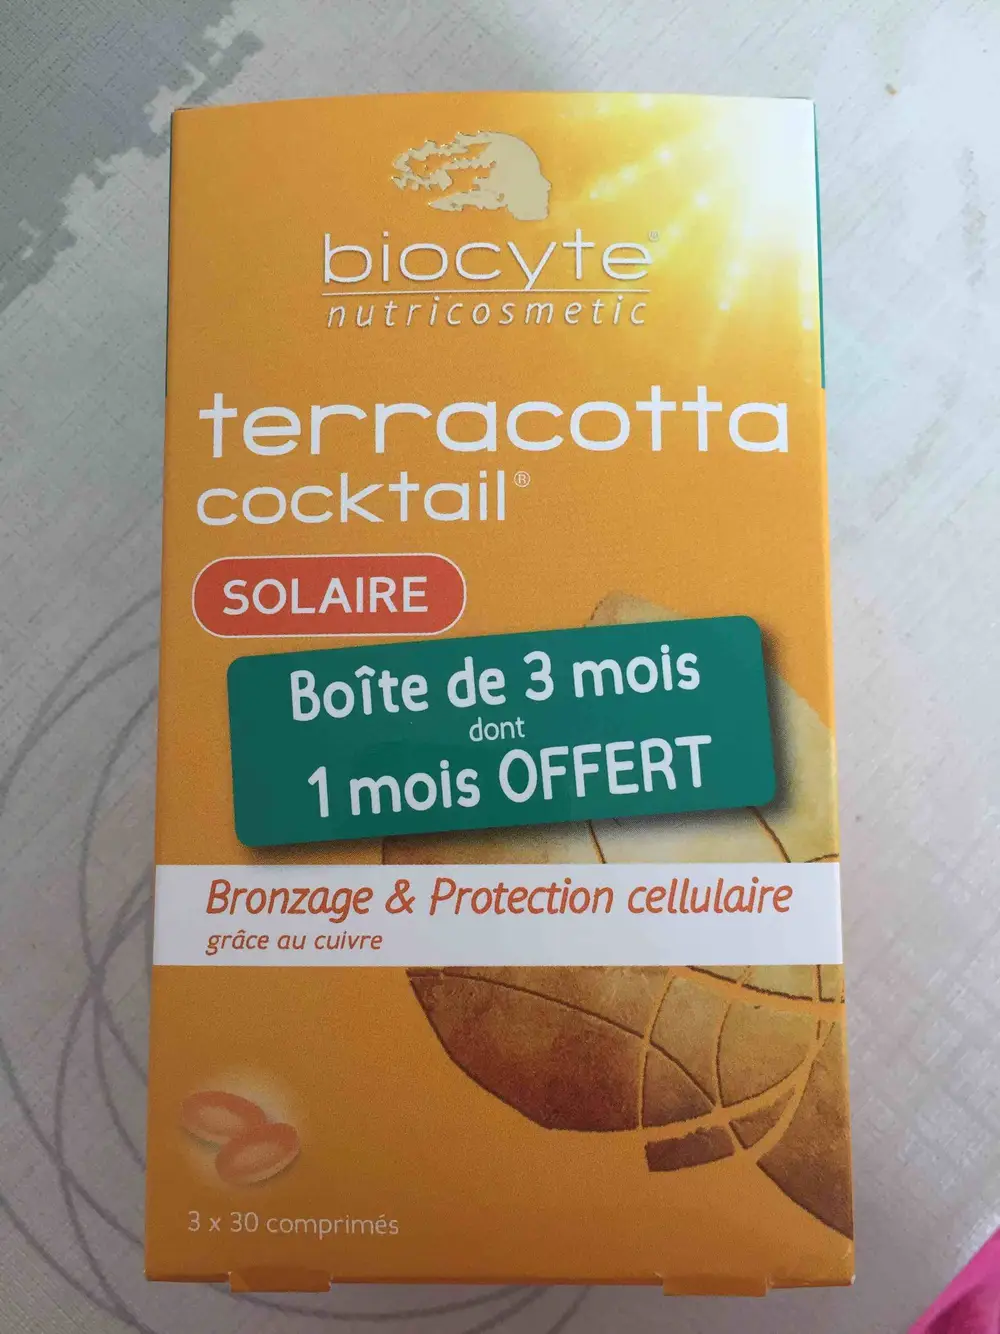 biocyte®
nutricosmetic
terracotta
cocktail®
SOLAIRE
Boîte de 3 mois
dont
1 mois OFFERT
Bronzage & Protection cellulaire
grâce au cuivre
3 x 30 comprimés